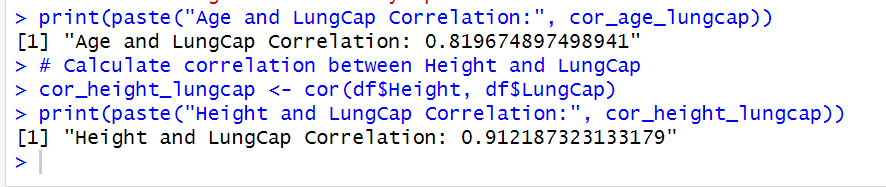 > print(paste("Age and LungCap Correlation:", cor_age_lungcap))
[1] "Age and LungCap Correlation: 0.819674897498941"
> # Calculate correlation between Height and LungCap
> cor_height_lungcap <- cor(df$Height, df$LungCap)
> print(paste("Height and LungCap Correlation:", cor_height_lungcap))
[1] "Height and LungCap Correlation: 0.912187323133179"
>